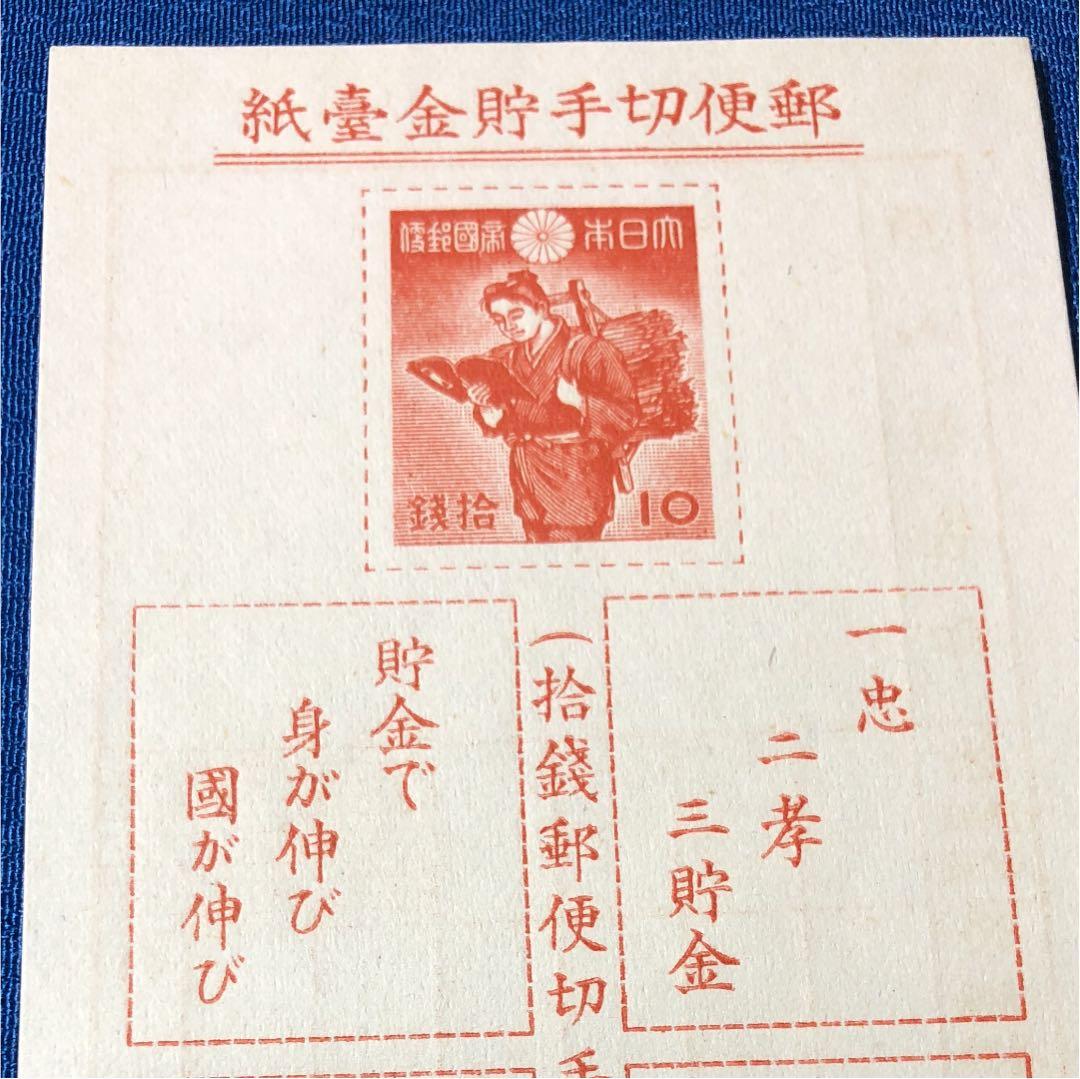 郵便切手貯金臺紙
大日本帝國郵便
拾錢
10
一忠
二孝
三貯金
(拾錢郵便切手
貯金で
身が伸び
國が伸び